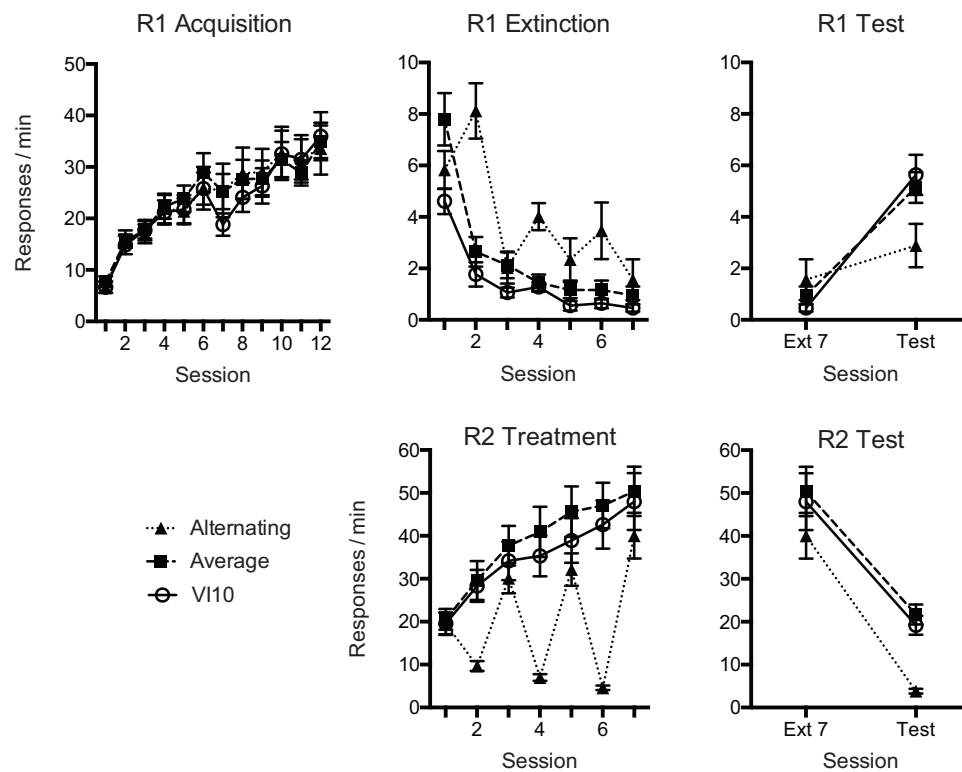 R1 Acquisition
R1 Extinction
R1 Test
50
40
30
20
10
0
Responses / min
2 4 6 8 10 12
Session
10
8
6
4
2
0
2 4 6
Session
10
8
6
4
2
0
Ext 7 Test
Session
Alternating
Average
VI10
R2 Treatment
60
50
40
30
20
10
0
Responses / min
2 4 6
Session
R2 Test
60
50
40
30
20
10
0
Ext 7 Test
Session